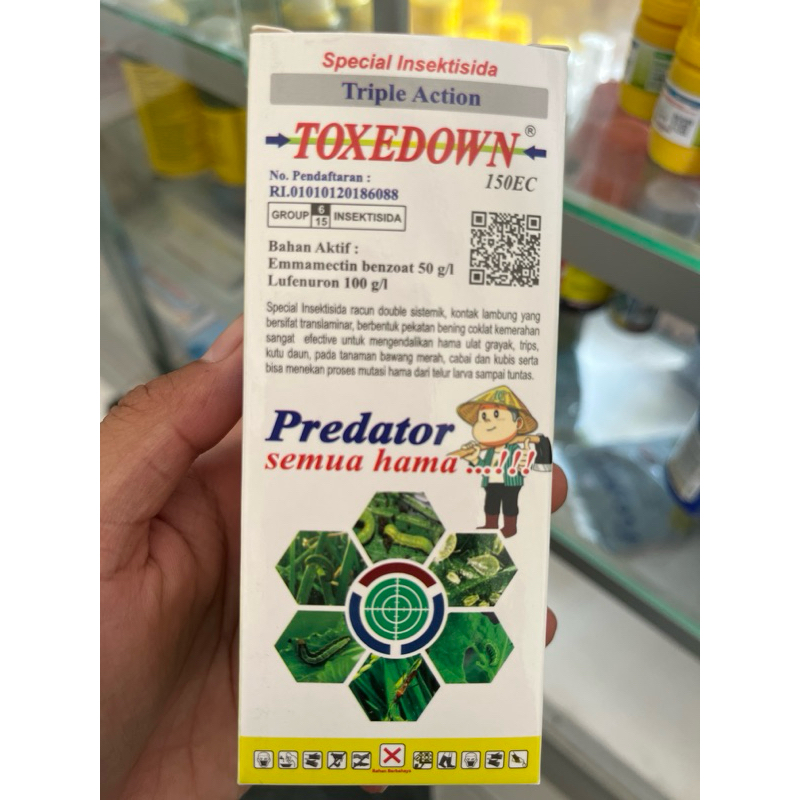 Special Insektisida
Triple Action
TOXEDOWN®
150EC
No. Pendaftaran :
RI.01010120186088
GROUP 6 15 INSEKTISIDA
Bahan Aktif :
Emmamectin benzoat 50 g/l
Lufenuron 100 g/l
Special Insektisida racun double sistemik, kontak lambung yang
bersifat translaminar, berbentuk pekatan bening coklat kemerahan
sangat efective untuk mengendalikan hama ulat grayak, trips,
kutu daun, pada tanaman bawang merah, cabai dan kubis serta
bisa menekan proses mutasi hama dari telur larva sampai tuntas.
Predator
semua hama ...!!!
Bahan Berbahaya